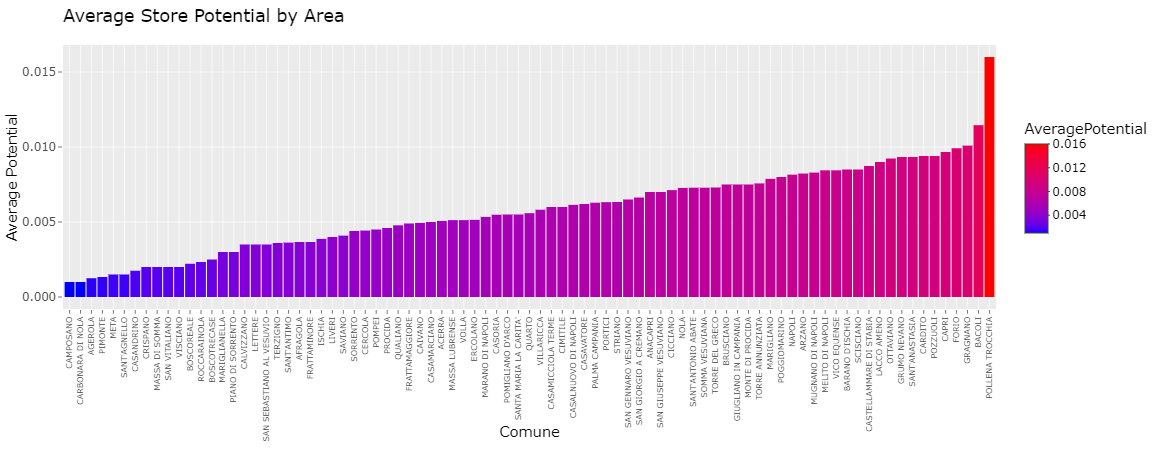 Average Store Potential by Area
Average Potential
0.015
0.010
0.005
0.000
CAMPOSANO
CARBONARA DI NOLA
AGEROLA
PIMONTE
META
SANT'AGNELLO
CASANDRINO
CRISPANO
MASSA DI SOMMA
SAN VITALIANO
VISCIANO
BOSCOREALE
ROCCARAINOLA
BOSCOTRECASE
MARIGLIANELLA
PIANO DI SORRENTO
CALVIZZANO
LETTERE
SAN SEBASTIANO AL VESUVIO
TERZIGNO
SANT'ANTIMO
AFRAGOLA
FRATTAMINORE
ISCHIA
LIVERI
SAVIANO
SORRENTO
CERCOLA
POMPEI
PROCIDA
QUALIANO
FRATTAMAGGIORE
CAIVANO
CASAMARCIANO
ACERRA
MASSA LUBRENSE
VOLLA
ERCOLANO
MARANO DI NAPOLI
CASORIA
POMIGLIANO D'ARCO
SANTA MARIA LA CARITA'
QUARTO
VILLARICCA
CASAMICCIOLA TERME
CIMITILE
CASALNUOVO DI NAPOLI
CASAVATORE
PALMA CAMPANIA
PORTICI
STRIANO
SAN GENNARO VESUVIANO
SAN GIORGIO A CREMANO
ANACAPRI
SAN GIUSEPPE VESUVIANO
CICCIANO
NOLA
SANT'ANTONIO ABATE
SOMMA VESUVIANA
TORRE DEL GRECO
BRUSCIANO
GIUGLIANO IN CAMPANIA
MONTE DI PROCIDA
TORRE ANNUNZIATA
MARIGLIANO
POGGIOMARINO
NAPOLI
ARZANO
MUGNANO DI NAPOLI
MELITO DI NAPOLI
VICO EQUENSE
BARANO D'ISCHIA
SCISCIANO
CASTELLAMMARE DI STABIA
LACCO AMENO
OTTAVIANO
GRUMO NEVANO
SANT'ANASTASIA
CARDITO
POZZUOLI
CAPRI
FORIO
GRAGNANO
BACOLI
POLLENA TROCCHIA
Comune
AveragePotential
0.016
0.012
0.008
0.004